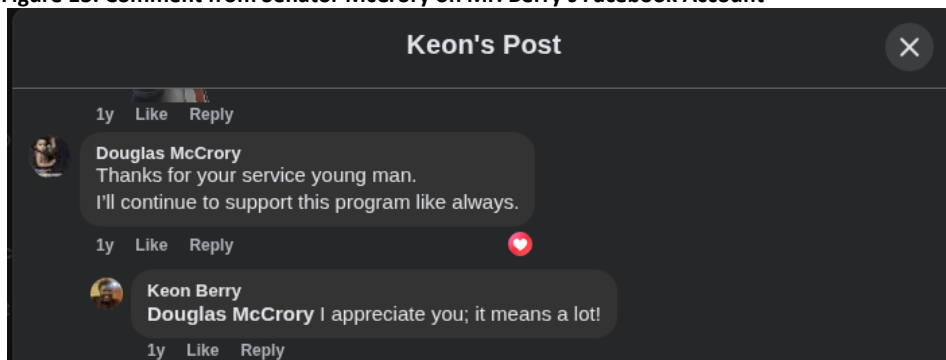 Figure 15: Comment from Senator McCrory on Mr. Berry's Facebook Account
Keon's Post
1y Like Reply
Douglas McCrory
Thanks for your service young man.
I'll continue to support this program like always.
1y Like Reply
Keon Berry
Douglas McCrory I appreciate you; it means a lot!
1y Like Reply